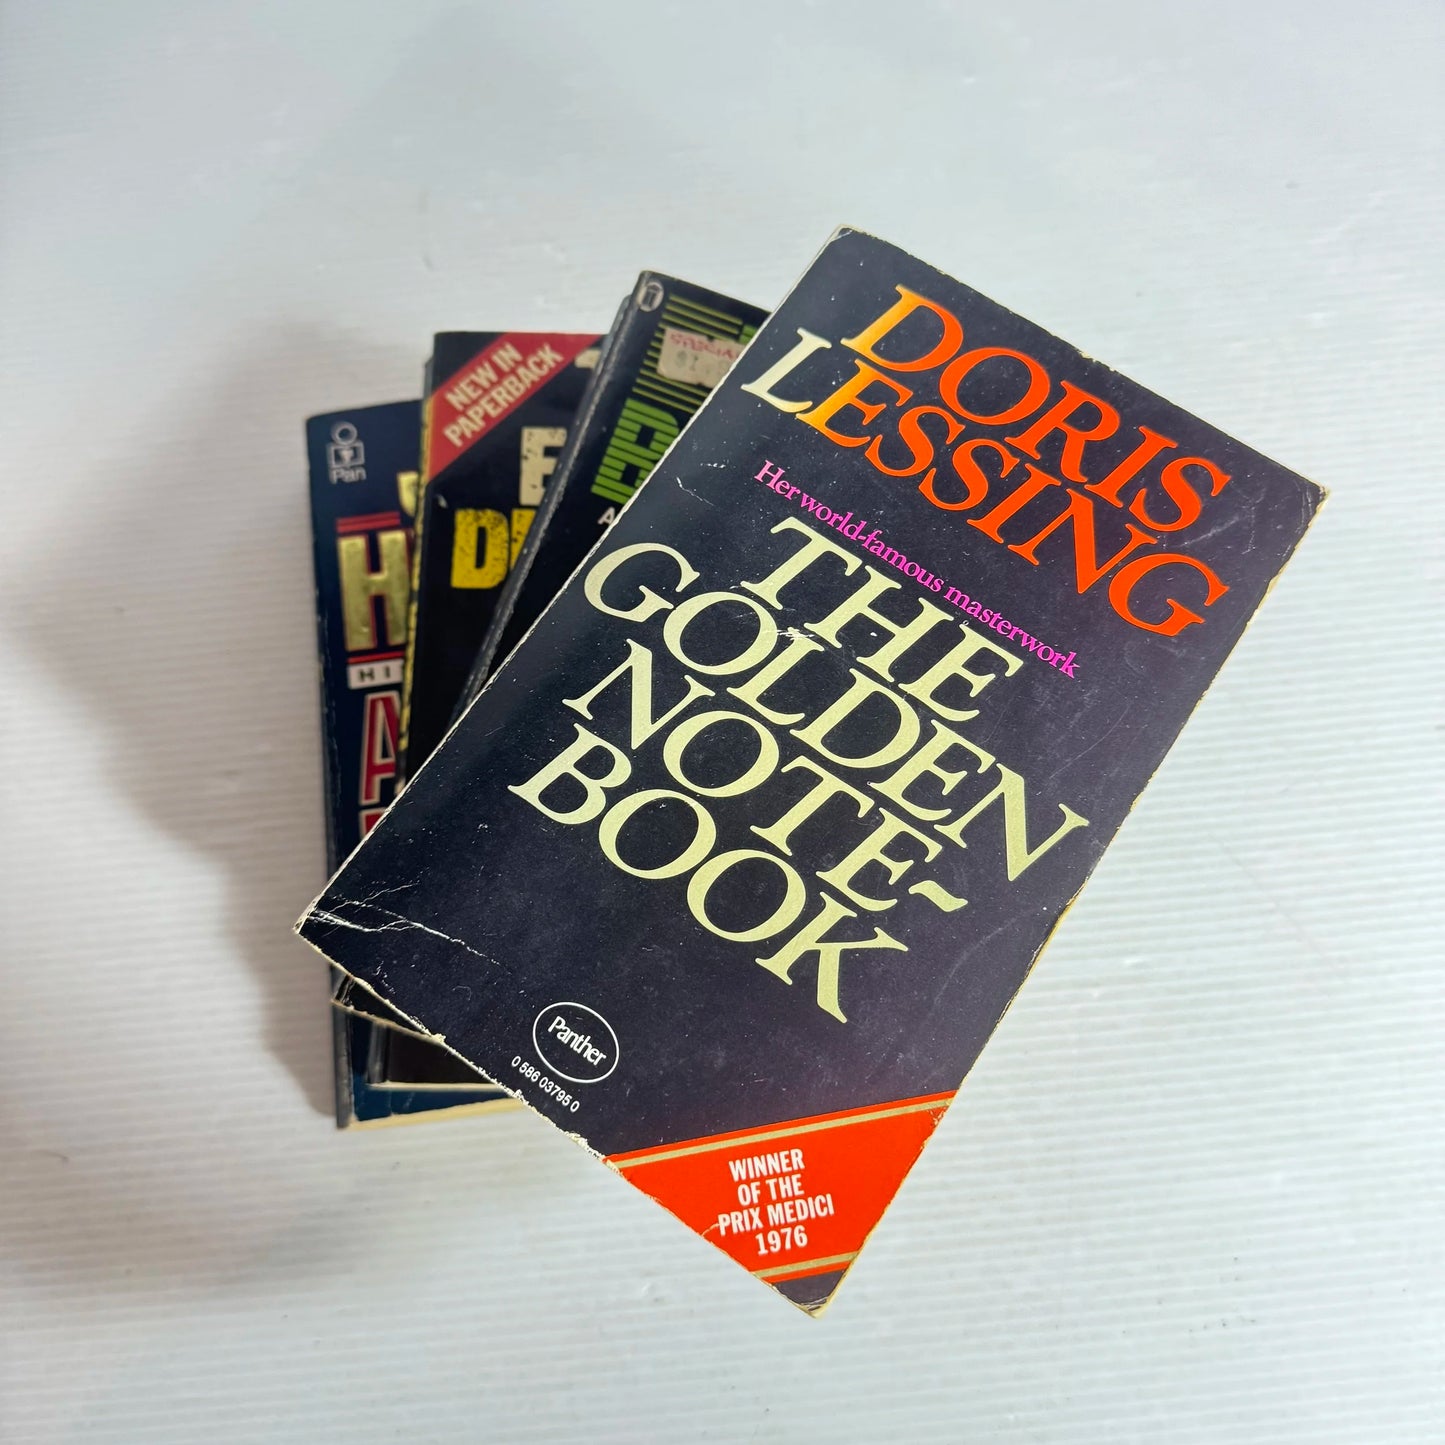 DORIS
LESSING
Her world-famous masterwork
THE
GOLDEN
NOTE-
BOOK
Panther
0 586 03795 0
WINNER
OF THE
PRIX MEDICI
1976
NEW IN
PAPERBACK
Pan